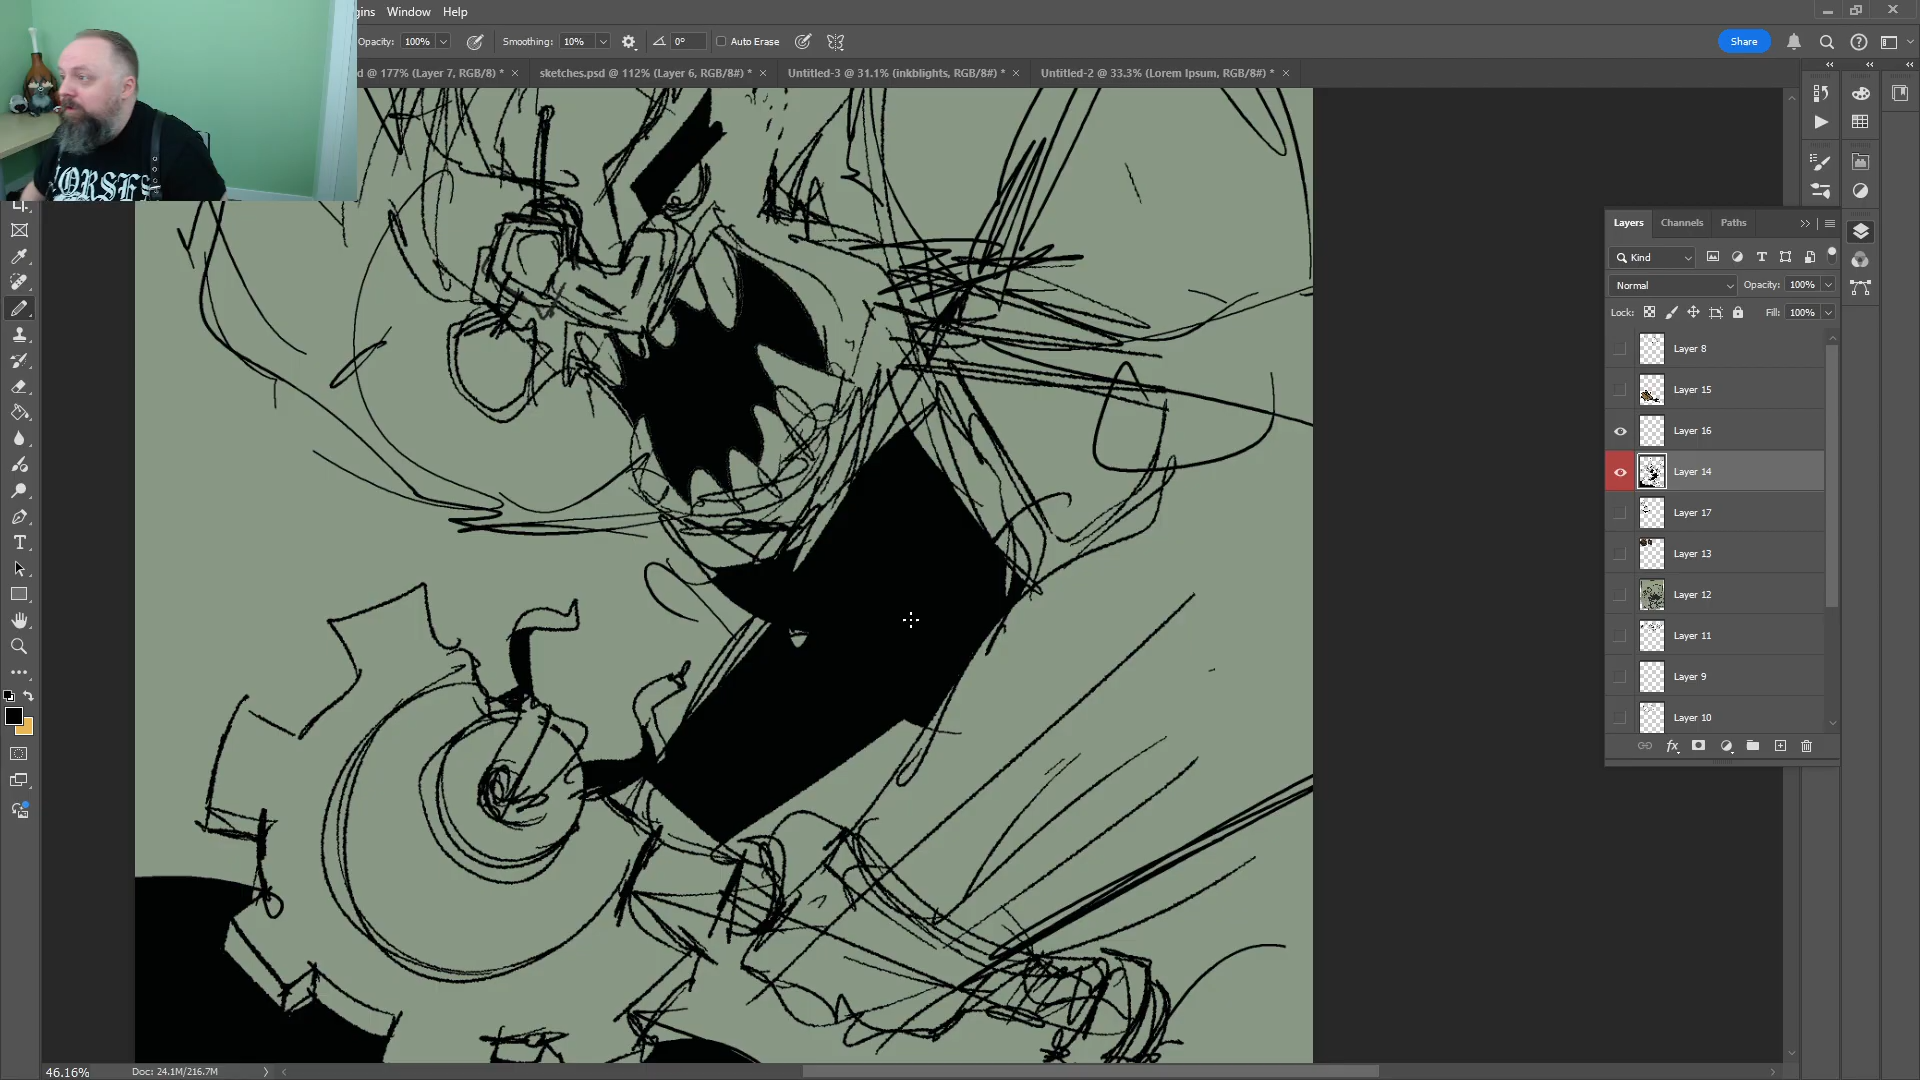 gins Window Help
Opacity: 100% Smoothing: 10% 0° Auto Erase Share
d @ 177% (Layer 7, RGB/8) * sketches.psd @ 112% (Layer 6, RGB/8#) * Untitled-3 @ 31.1% (inkblights, RGB/8#) * Untitled-2 @ 33.3% (Lorem Ipsum, RGB/8#) *
Layers Channels Paths
Kind
Normal Opacity: 100%
Lock: Fill: 100%
Layer 8
Layer 15
Layer 16
Layer 14
Layer 17
Layer 13
Layer 12
Layer 11
Layer 9
Layer 10
fx
46.16% Doc: 24.1M/216.7M